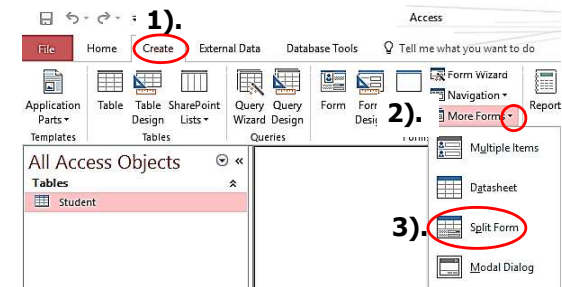 1).
Access
File Home Create External Data Database Tools Tell me what you want to do
Application Parts
Table
Table Design
SharePoint Lists
Query Wizard
Query Design
Form
2).
Form Wizard
Navigation
More Forms
Report
Templates Tables Queries
All Access Objects «
Tables
Student
Multiple Items
Datasheet
3). Split Form
Modal Dialog